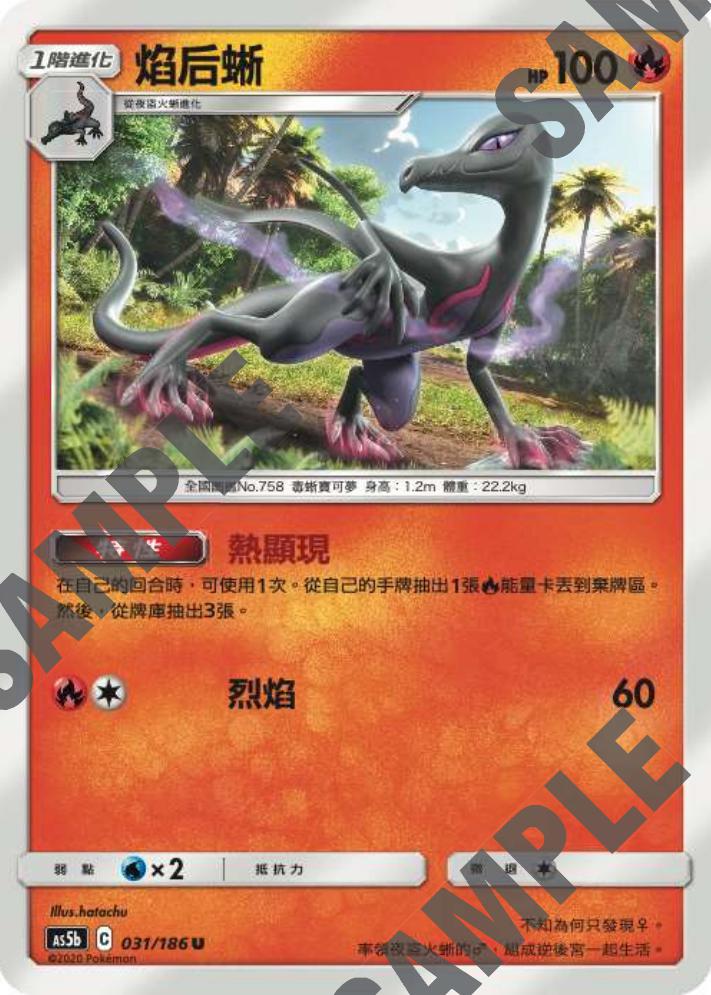 SAMPLE
1階進化 焰后蜥 HP 100
從夜盜火蜥進化
全國圖鑑No.758 毒蜥寶可夢 身高：1.2m 體重：22.2kg
特性 熱顯現
在自己的回合時，可使用1次。從自己的手牌抽出1張能量卡丟到棄牌區。
然後，從牌庫抽出3張。
烈焰 60
SAMPLE
弱點 ×2 抵抗力 撤退
SAMPLE
Illus.hatachu
AS5b C 031/186 U
©2020 Pokémon
不知為何只發現♀。
率領夜盜火蜥的♂，組成逆後宮一起生活。